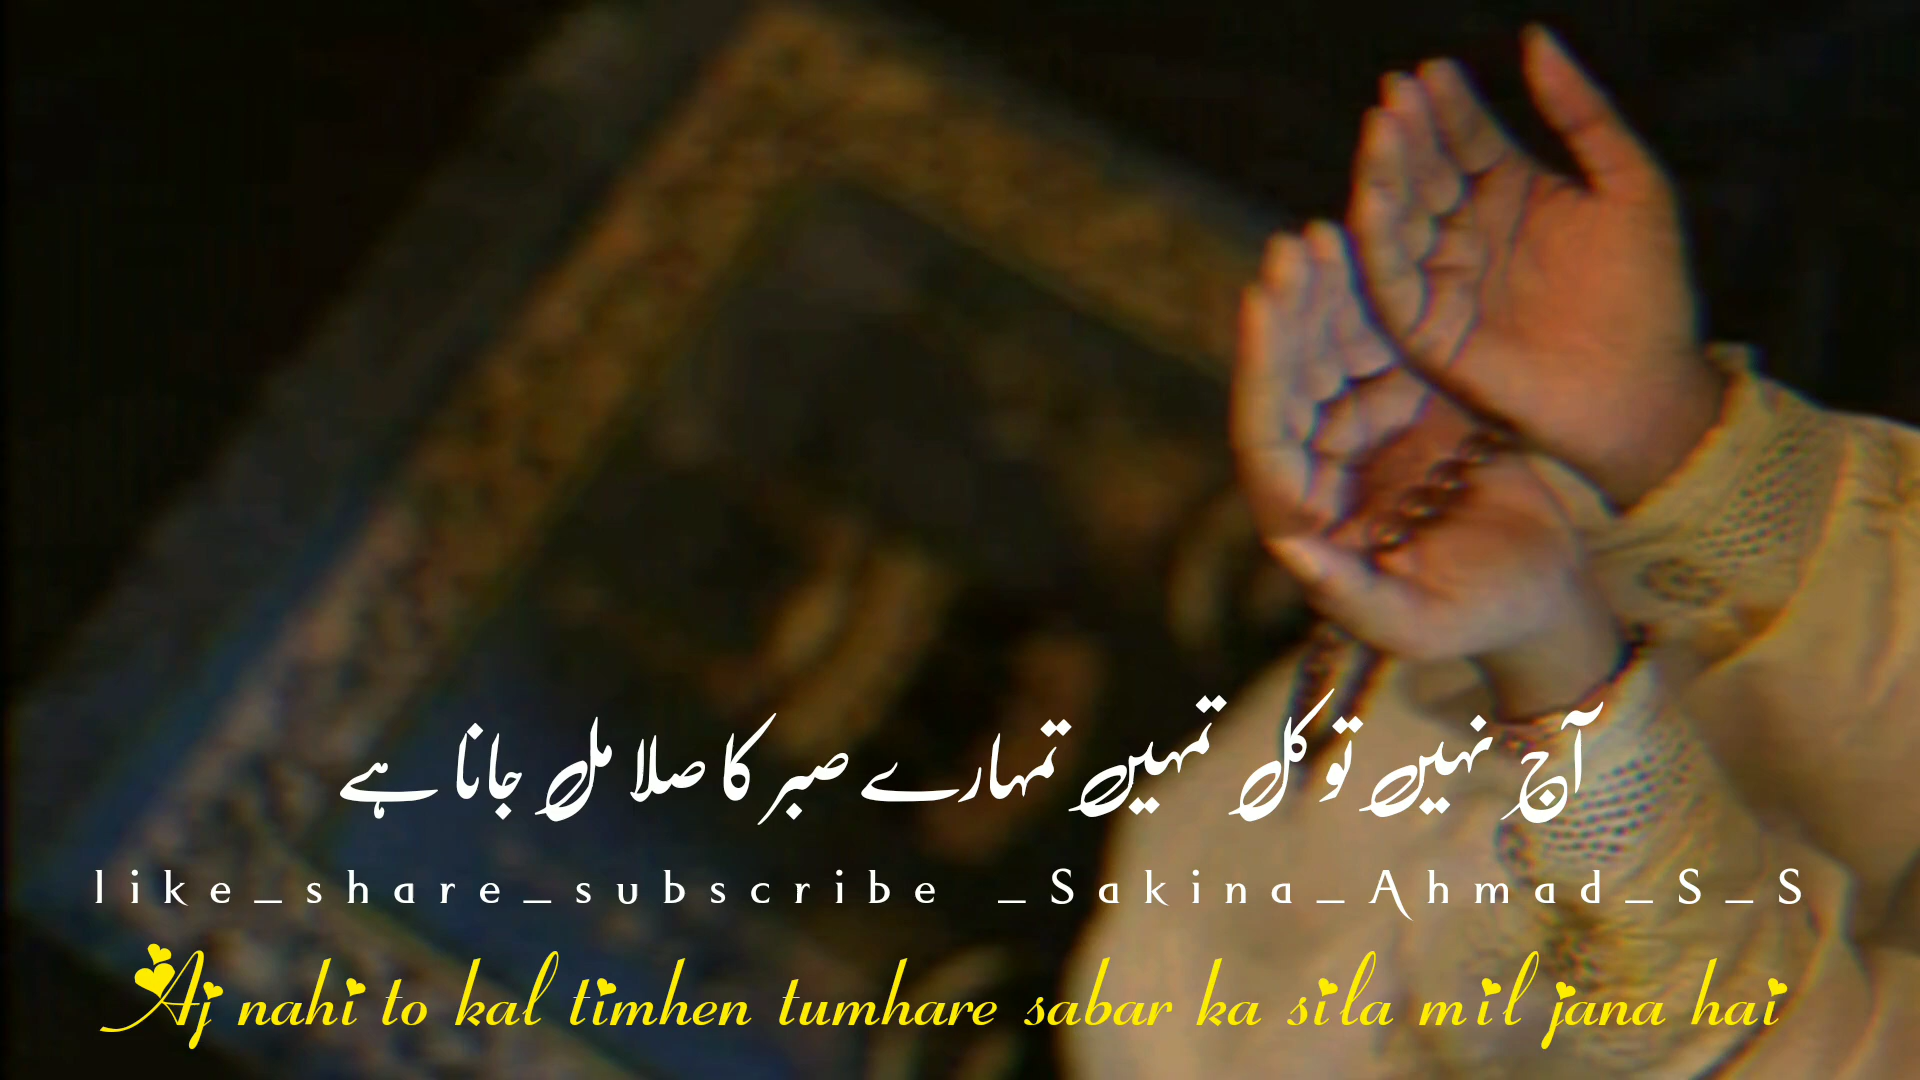 آج نہیں تو کل تمہیں تمہارے صبر کا صلا مل جانا ہے
like_share_subscribe _Sakina_Ahmad_S_S
Aj nahi to kal timhen tumhare sabar ka sila mil jana hai